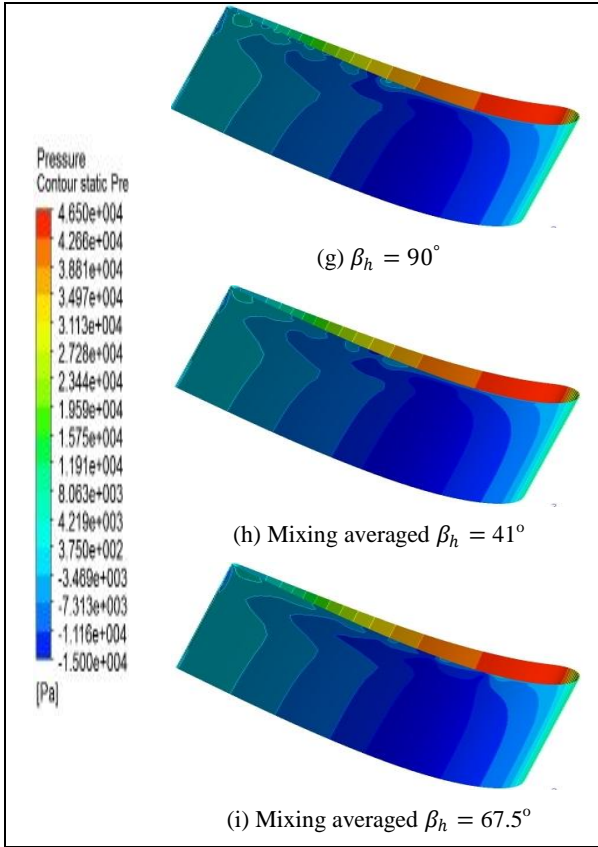 Pressure
Contour static Pre
4.650e+004
4.266e+004
3.881e+004
3.497e+004
3.113e+004
2.728e+004
2.344e+004
1.959e+004
1.575e+004
1.191e+004
8.063e+003
4.219e+003
3.750e+002
-3.469e+003
-7.313e+003
-1.116e+004
-1.500e+004
[Pa]
(g) 𝛽ₕ = 90°
(h) Mixing averaged 𝛽ₕ = 41°
(i) Mixing averaged 𝛽ₕ = 67.5°